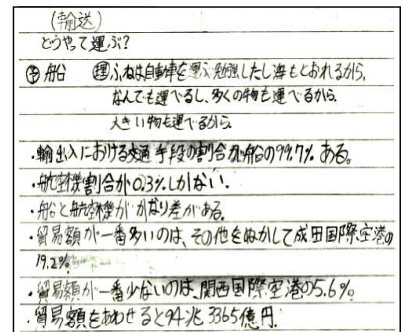 (輸送)
どうやって運ぶ?
予 船 理 ふねは自動車を運ぶ勉強したし海もとおれるから、
なんでも運べるし、多くの物も運べるから
大きい物も運べるから
・輸出入における交通手段の割合が船の99.7%ある。
・航空機割合が0.3%しかない。
・船と航空機がかなり差がある。
・貿易額が一番多いのは、その他をぬかして成田国際空港の
19.2%
・貿易額が一番少ないのは、関西国際空港の5.6%。
・貿易額をあわせると94兆3365億円。